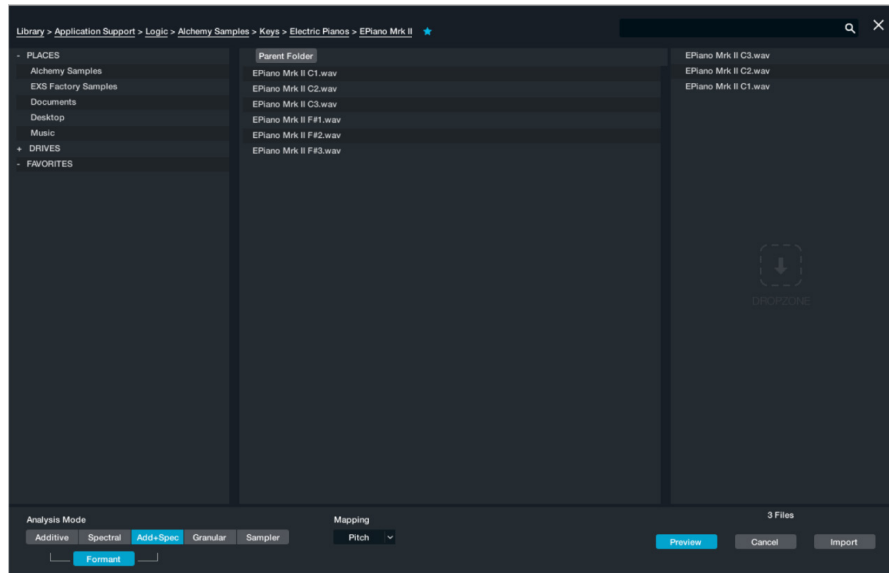 Library > Application Support > Logic > Alchemy Samples > Keys > Electric Pianos > EPiano Mrk II
- PLACES
Alchemy Samples
EXS Factory Samples
Documents
Desktop
Music
+ DRIVES
- FAVORITES
Parent Folder
EPiano Mrk II C1.wav
EPiano Mrk II C2.wav
EPiano Mrk II C3.wav
EPiano Mrk II F#1.wav
EPiano Mrk II F#2.wav
EPiano Mrk II F#3.wav
EPiano Mrk II C3.wav
EPiano Mrk II C2.wav
EPiano Mrk II C1.wav
DROPZONE
Analysis Mode
Additive Spectral Add+Spec Granular Sampler
Formant
Mapping
Pitch
3 Files
Preview Cancel Import